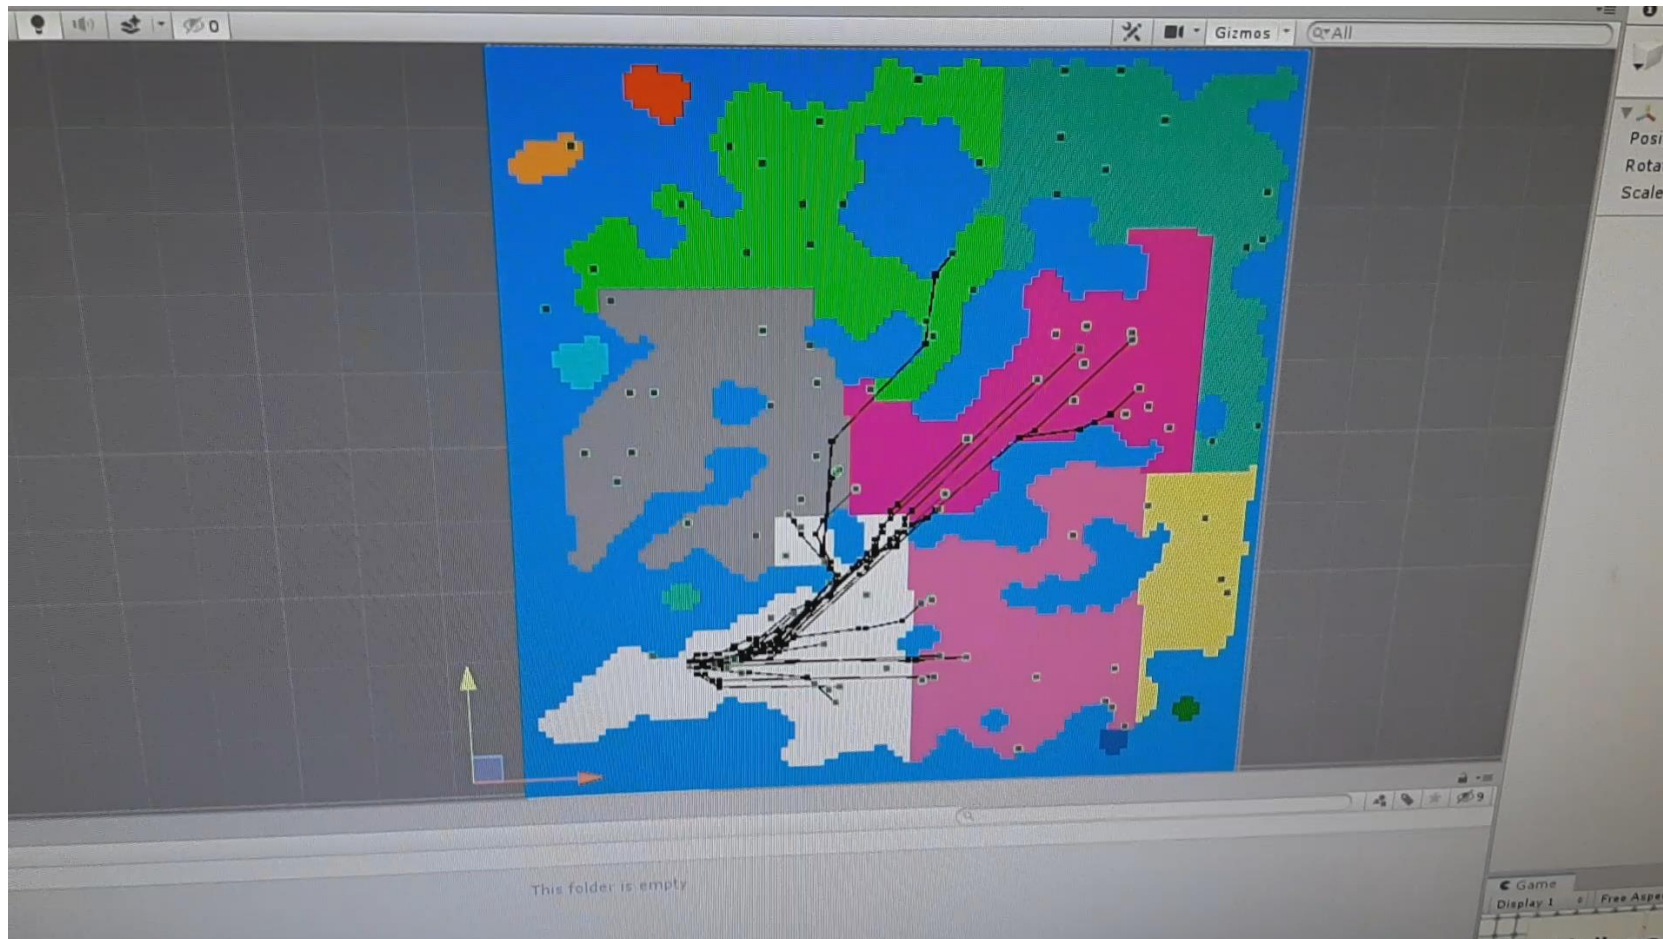 0
Gizmos
All
Posi
Rota
Scale
9
This folder is empty
Game
Display 1
Free Aspe